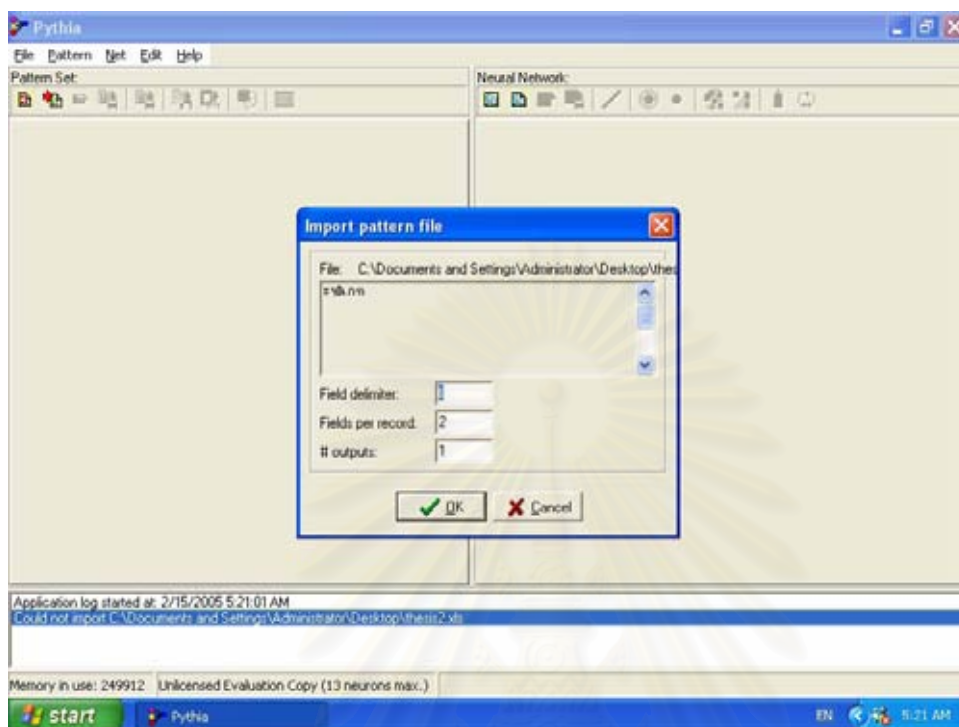 Pythia
File Pattern Net Edit Help
Pattern Set:
Neural Network:
Import pattern file
File: C:\Documents and Settings\Administrator\Desktop\thes
Field delimiter:
Fields per record: 2
# outputs: 1
OK Cancel
Application log started at: 2/15/2005 5:21:01 AM
Could not import C:\Documents and Settings\Administrator\Desktop\thesis2.xls
Memory in use: 249912 Unlicensed Evaluation Copy (13 neurons max.)
start Pythia EN 5:21 AM